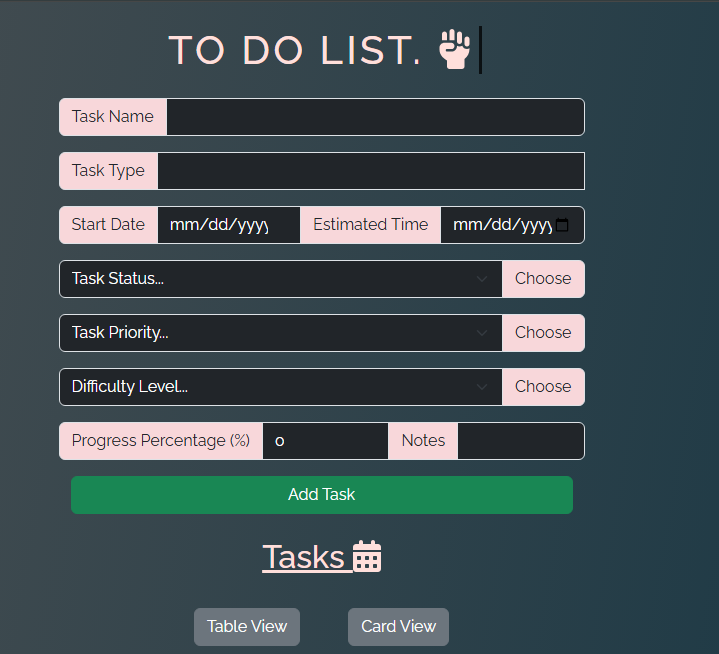 TO DO LIST.
Task Name
Task Type
Start Date mm/dd/yyyy Estimated Time mm/dd/yyyy
Task Status... Choose
Task Priority... Choose
Difficulty Level... Choose
Progress Percentage (%) 0 Notes
Add Task
Tasks
Table View Card View